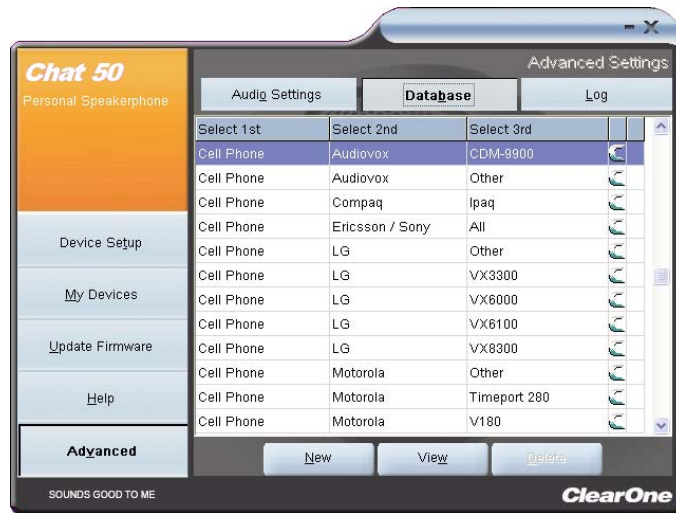 Chat 50
Personal Speakerphone
Advanced Settings
Audio Settings
Database
Log
Select 1st Select 2nd Select 3rd
Cell Phone Audiovox CDM-9900
Cell Phone Audiovox Other
Cell Phone Compaq Ipaq
Cell Phone Ericsson / Sony All
Cell Phone LG Other
Cell Phone LG VX3300
Cell Phone LG VX6000
Cell Phone LG VX6100
Cell Phone LG VX8300
Cell Phone Motorola Other
Cell Phone Motorola Timeport 280
Cell Phone Motorola V180
Device Setup
My Devices
Update Firmware
Help
Advanced
New
View
Delete
SOUNDS GOOD TO ME
ClearOne